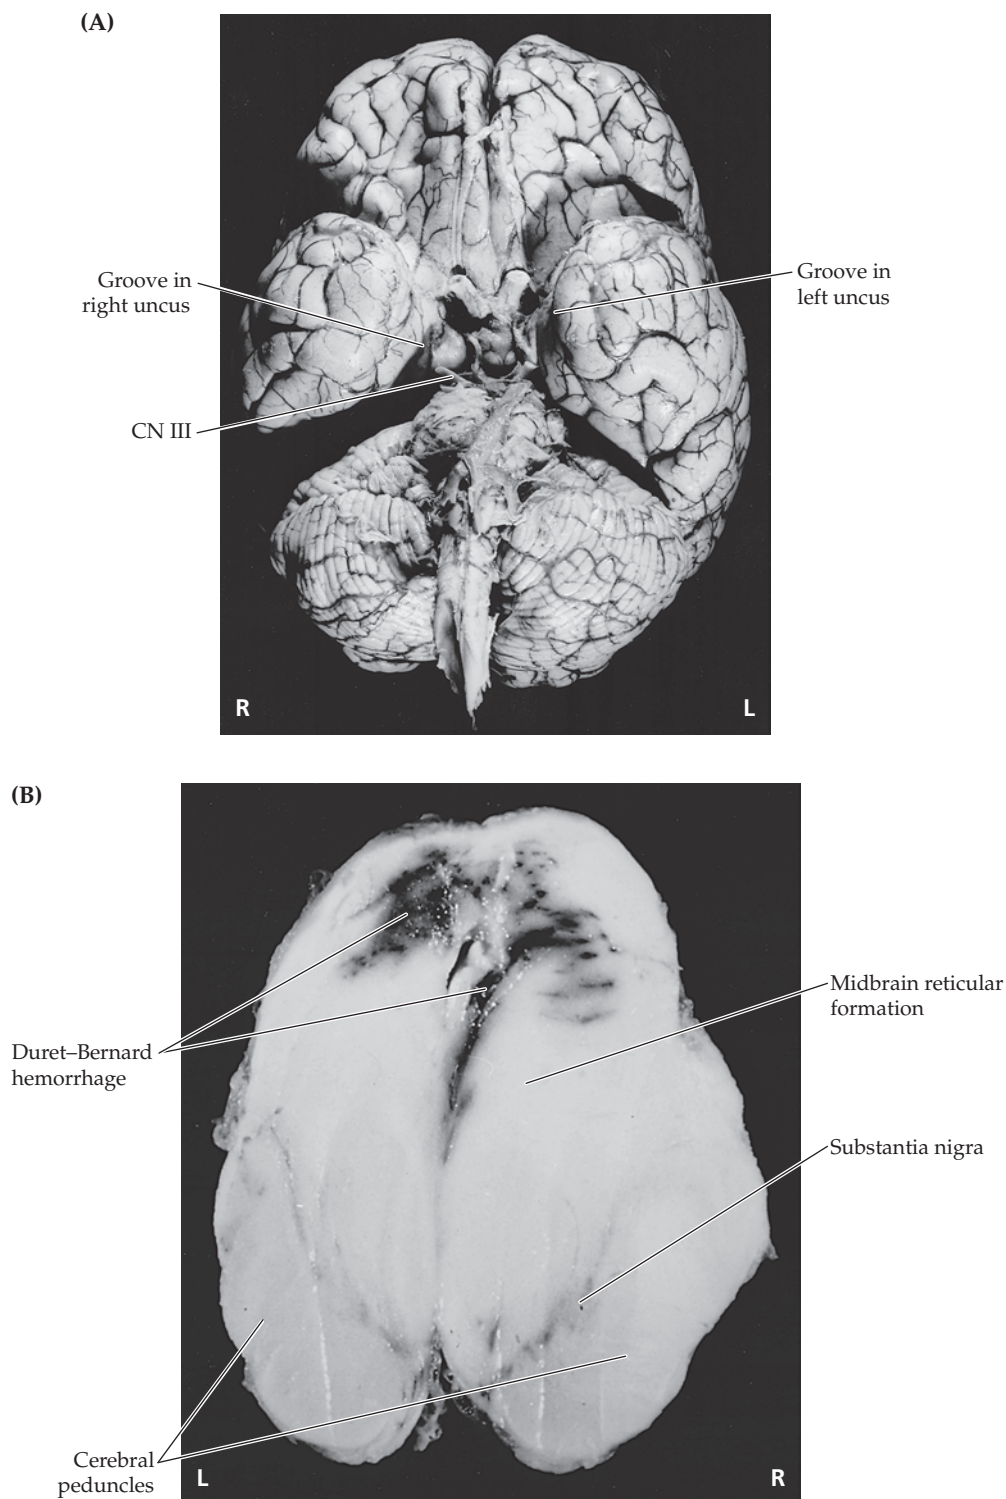 (A)
Groove in
right uncus
Groove in
left uncus
CN III
R
L
(B)
Midbrain reticular
formation
Duret–Bernard
hemorrhage
Substantia nigra
Cerebral
peduncles
L
R